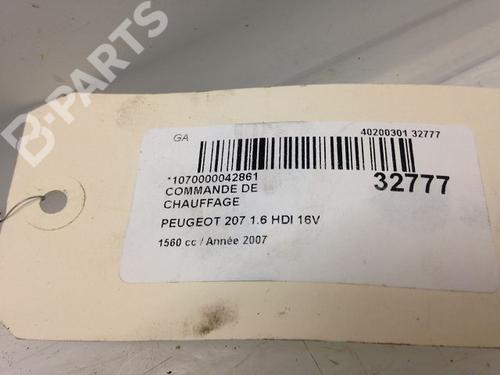 B-PARTS
GA
40200301 32777
*1070000042861
32777
COMMANDE DE
CHAUFFAGE
PEUGEOT 207 1.6 HDI 16V
1560 cc / Année 2007